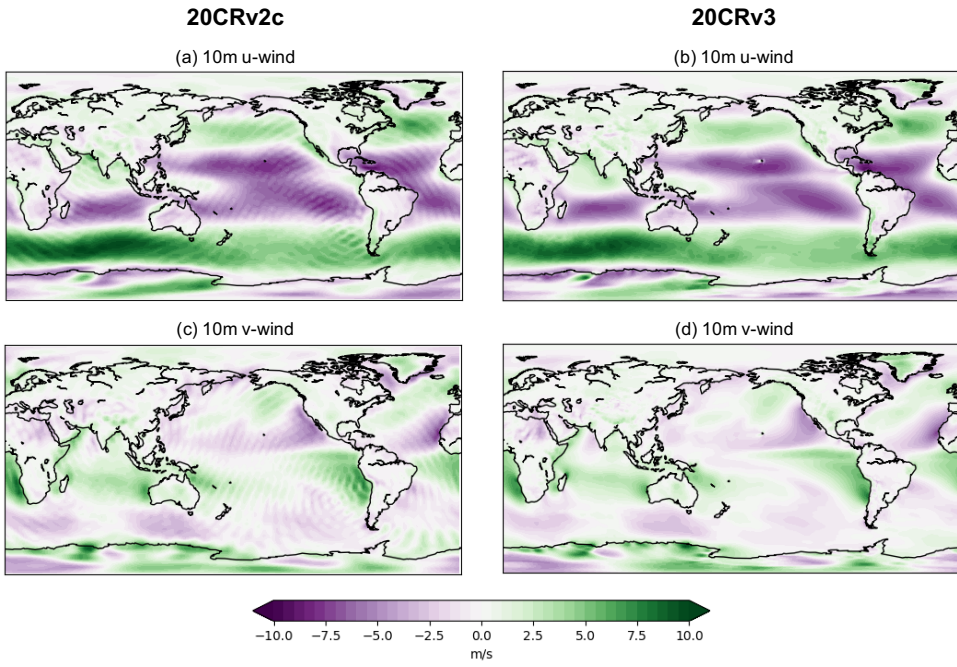 20CRv2c
20CRv3
(a) 10m u-wind
(b) 10m u-wind
(c) 10m v-wind
(d) 10m v-wind
−10.0 −7.5 −5.0 −2.5 0.0 2.5 5.0 7.5 10.0
m/s